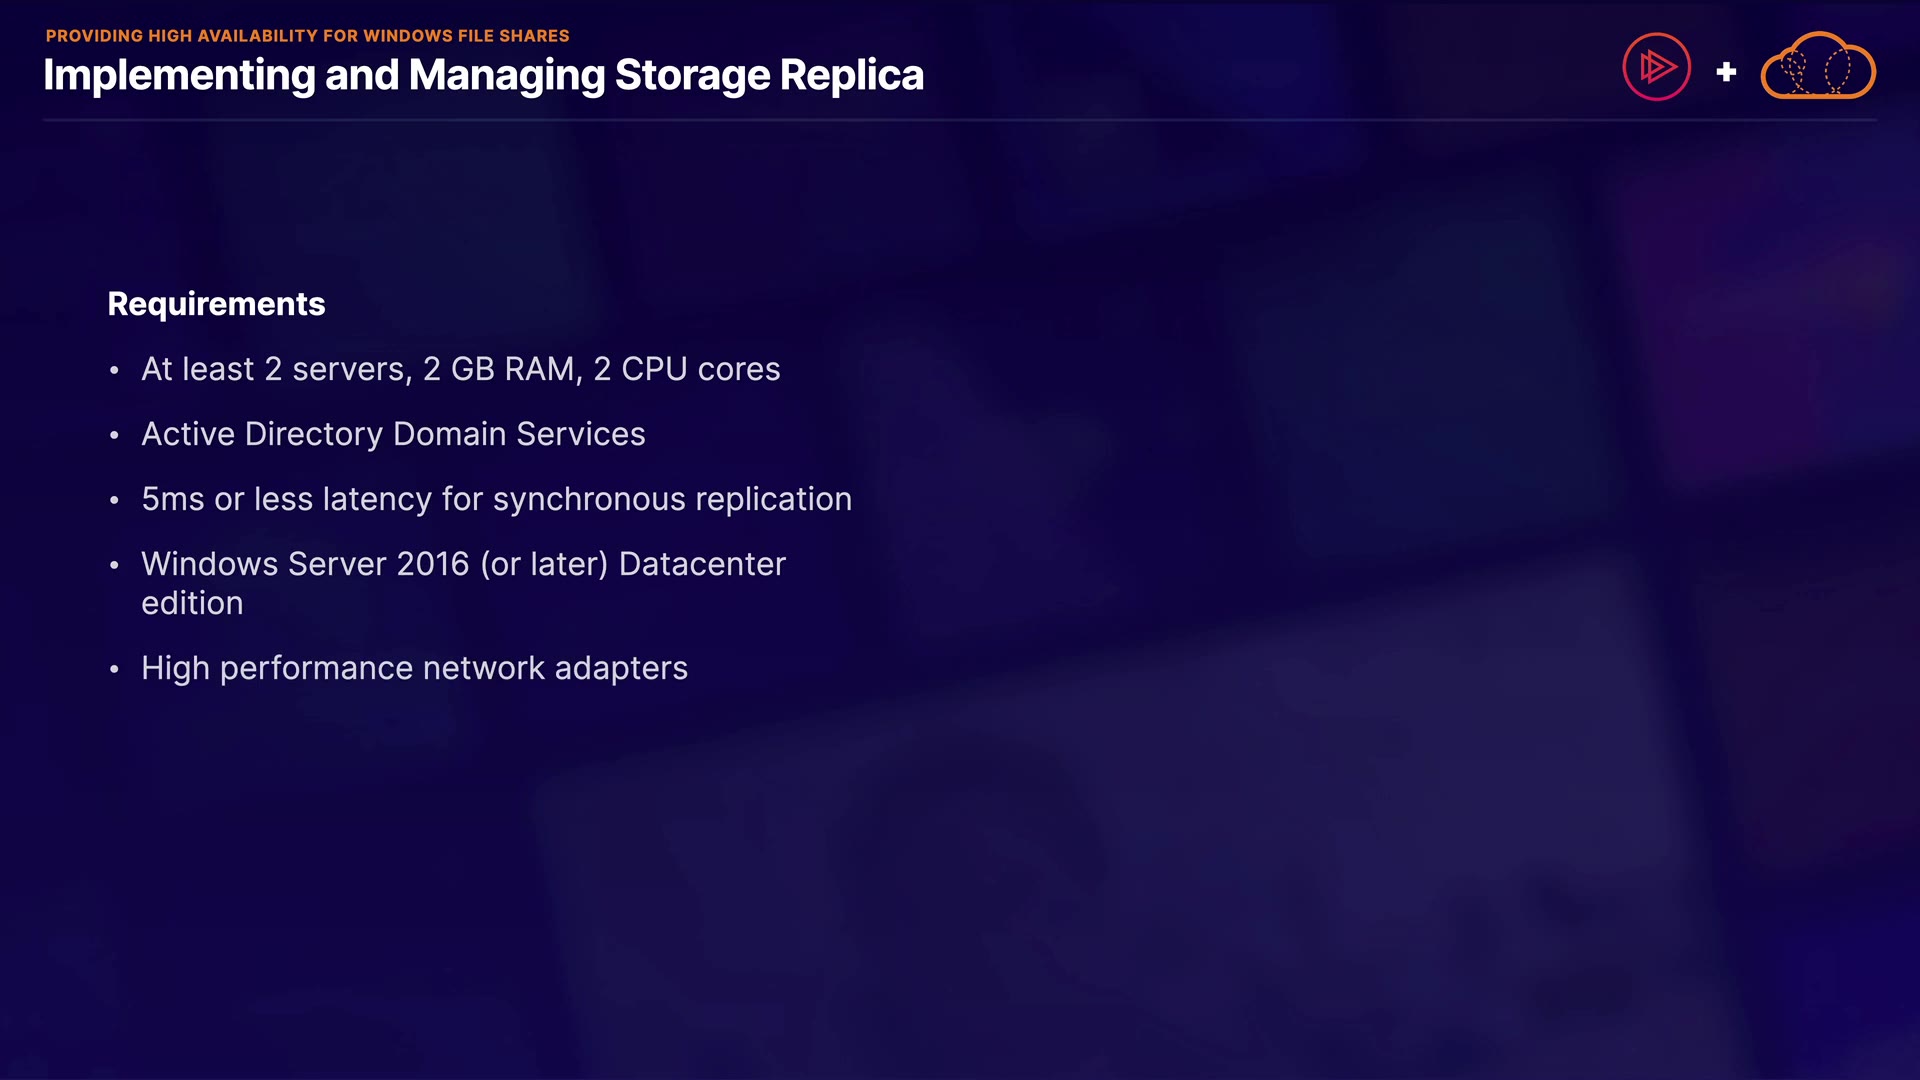 PROVIDING HIGH AVAILABILITY FOR WINDOWS FILE SHARES
Implementing and Managing Storage Replica
+
Requirements
• At least 2 servers, 2 GB RAM, 2 CPU cores
• Active Directory Domain Services
• 5ms or less latency for synchronous replication
• Windows Server 2016 (or later) Datacenter
edition
• High performance network adapters